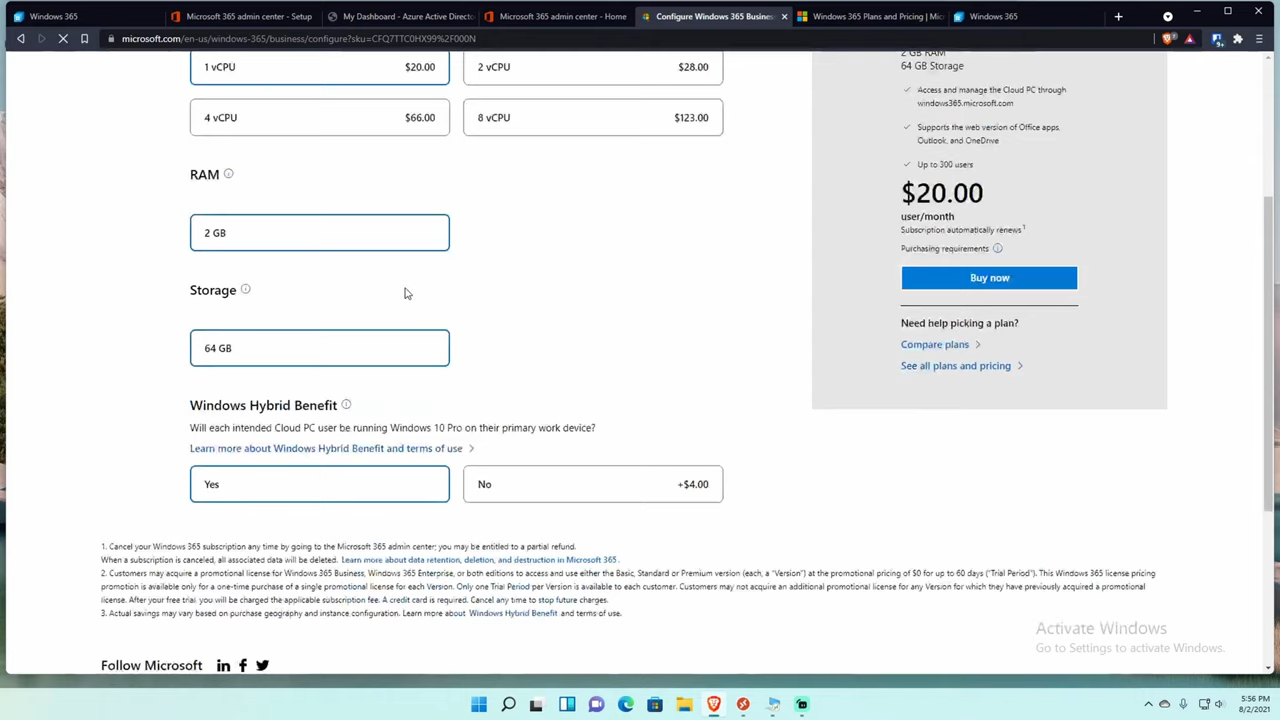 Windows 365
Microsoft 365 admin center - Setup
My Dashboard - Azure Active Directo
Microsoft 365 admin center - Home
Configure Windows 365 Busines
Windows 365 Plans and Pricing | Mic
Windows 365
microsoft.com/en-us/windows-365/business/configure?sku=CFQ7TTC0HX99%2F000N
1 vCPU $20.00
2 vCPU $28.00
4 vCPU $66.00
8 vCPU $123.00
RAM
2 GB
Storage
64 GB
Windows Hybrid Benefit
Will each intended Cloud PC user be running Windows 10 Pro on their primary work device?
Learn more about Windows Hybrid Benefit and terms of use
Yes
No +$4.00
2 GB RAM
64 GB Storage
Access and manage the Cloud PC through
windows365.microsoft.com
Supports the web version of Office apps,
Outlook, and OneDrive
Up to 300 users
$20.00
user/month
Subscription automatically renews1
Purchasing requirements
Buy now
Need help picking a plan?
Compare plans
See all plans and pricing
1. Cancel your Windows 365 subscription any time by going to the Microsoft 365 admin center; you may be entitled to a partial refund.
When a subscription is canceled, all associated data will be deleted. Learn more about data retention, deletion, and destruction in Microsoft 365.
2. Customers may acquire a promotional license for Windows 365 Business, Windows 365 Enterprise, or both editions to access and use either the Basic, Standard or Premium version (each, a "Version") at the promotional pricing of $0 for up to 60 days ("Trial Period"). This Windows 365 license pricing
promotion is available only for a one-time purchase of a single promotional license for each Version. Only one Trial Period per Version is available to each customer. Customers may not acquire an additional promotional license for any Version for which they have previously acquired a promotional
license. After your free trial, you will be charged the applicable subscription fee. A credit card is required. Cancel any time to stop future charges.
3. Actual savings may vary based on purchase geography and instance configuration. Learn more about Windows Hybrid Benefit and terms of use.
Follow Microsoft
Activate Windows
Go to Settings to activate Windows.
5:56 PM
8/2/2021